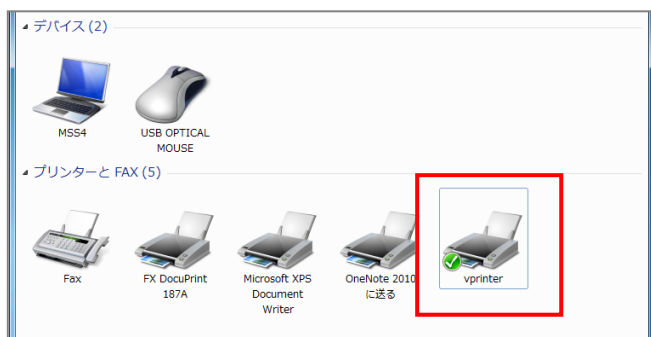 デバイス (2)
MSS4
USB OPTICAL
MOUSE
プリンターと FAX (5)
Fax
FX DocuPrint
187A
Microsoft XPS
Document
Writer
OneNote 2010
に送る
vprinter